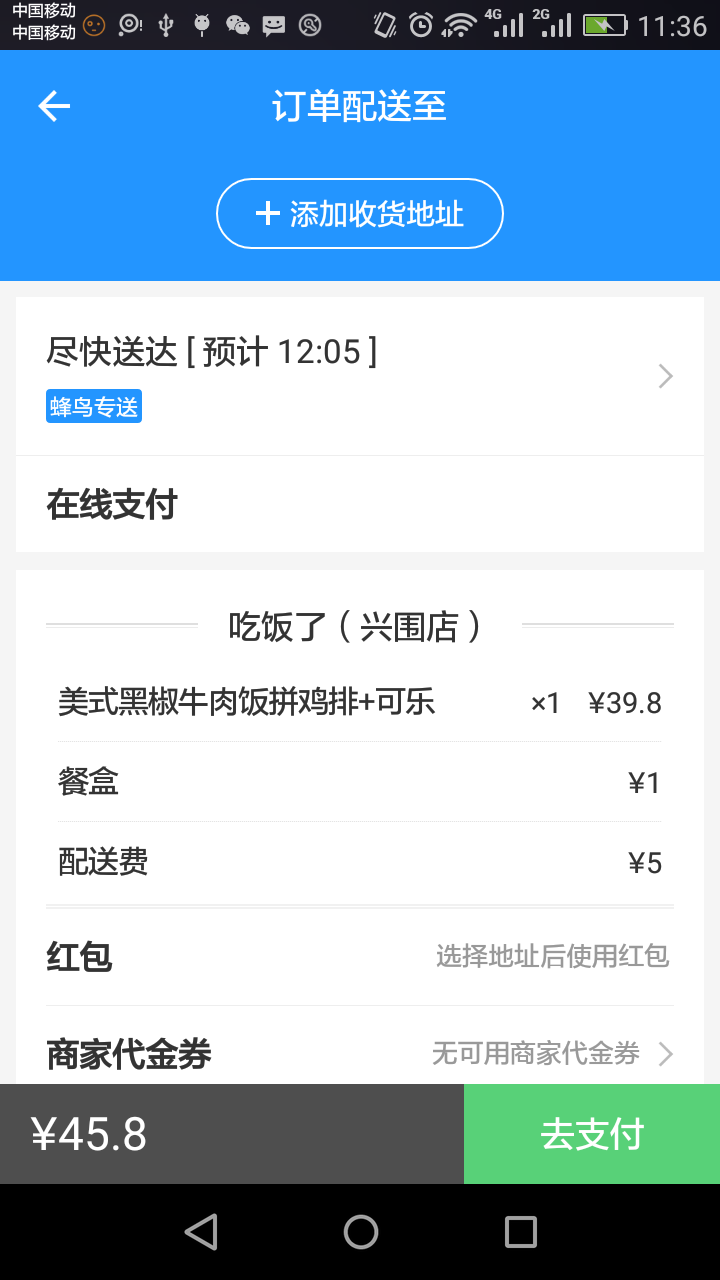 中国移动
中国移动
4G
2G
11:36
订单配送至
+ 添加收货地址
尽快送达 [ 预计 12:05 ]
蜂鸟专送
在线支付
吃饭了（兴围店）
美式黑椒牛肉饭拼鸡排+可乐 ×1 ¥39.8
餐盒 ¥1
配送费 ¥5
红包 选择地址后使用红包
商家代金券 无可用商家代金券
¥45.8 去支付